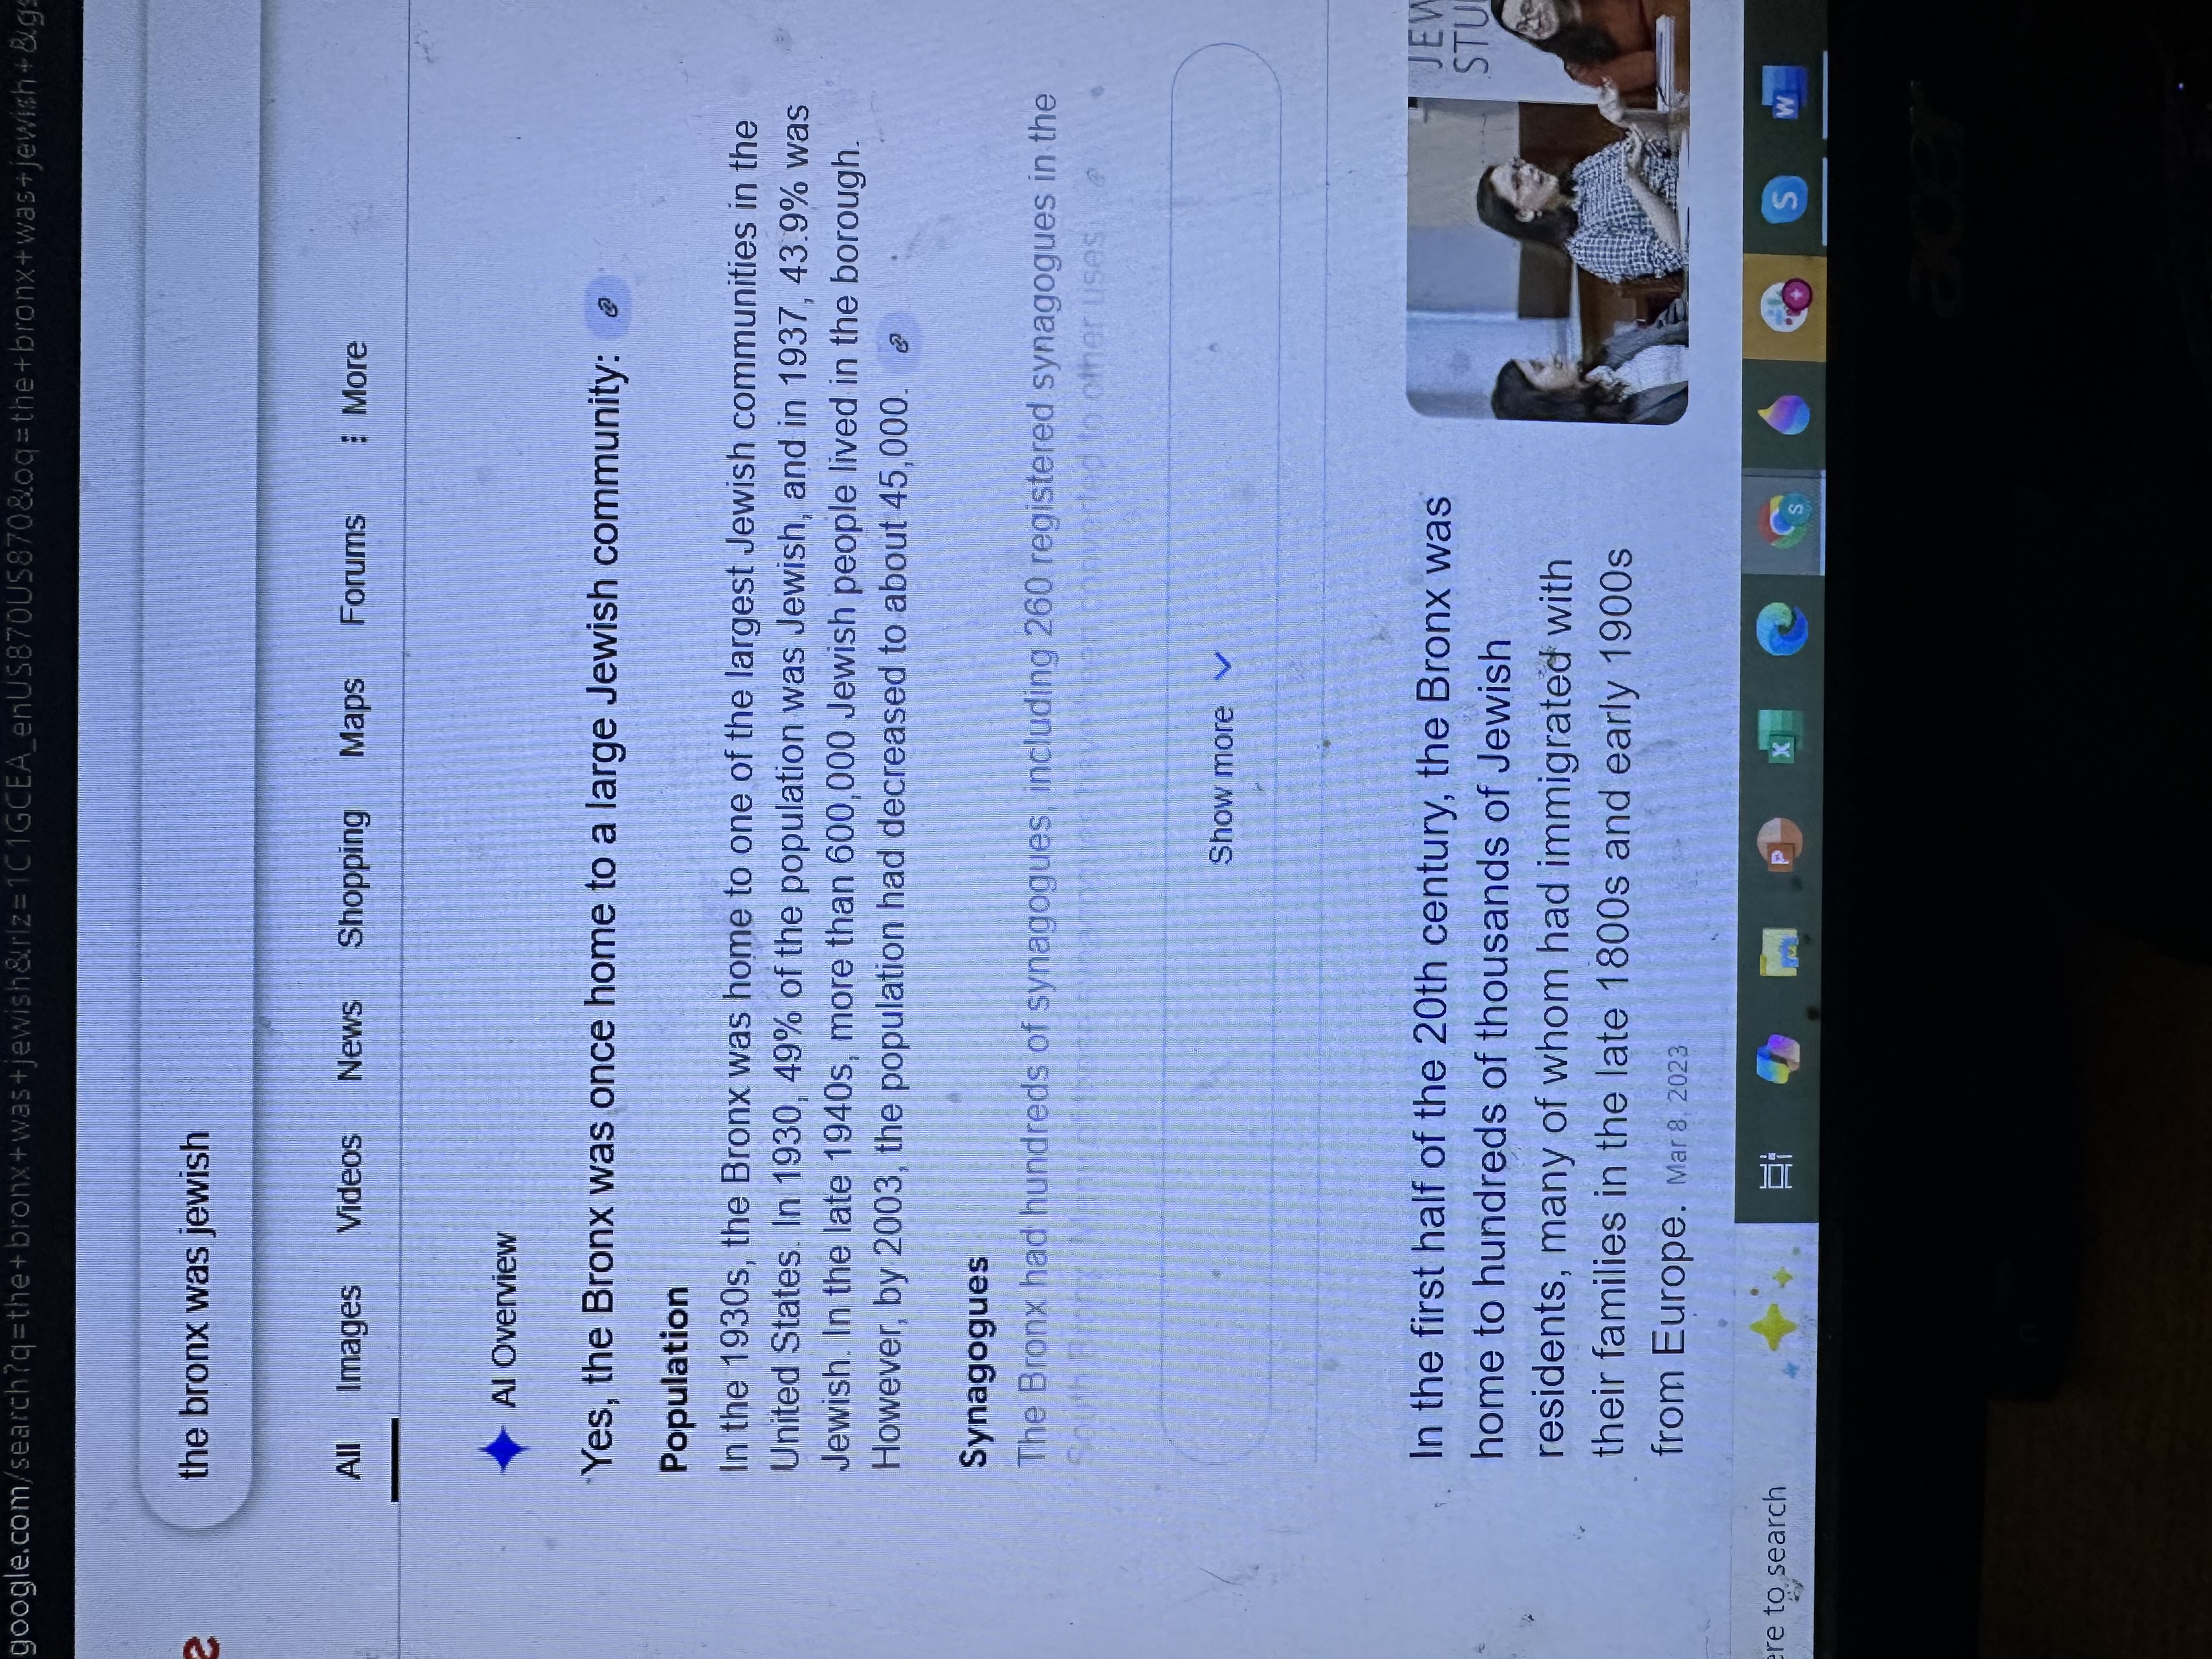 google.com/search?q=the+bronx+was+jewish&rlz=1C1GCEA_enUS870US870&oq=the+bronx+was+jewish+&gs
e
the bronx was jewish
All Images Videos News Shopping Maps Forums More
AI Overview
Yes, the Bronx was once home to a large Jewish community:
Population
In the 1930s, the Bronx was home to one of the largest Jewish communities in the
United States. In 1930, 49% of the population was Jewish, and in 1937, 43.9% was
Jewish. In the late 1940s, more than 600,000 Jewish people lived in the borough.
However, by 2003, the population had decreased to about 45,000.
Synagogues
The Bronx had hundreds of synagogues, including 260 registered synagogues in the
South Bronx. Many of these synagogues have been converted to other uses.
Show more
In the first half of the 20th century, the Bronx was
home to hundreds of thousands of Jewish
residents, many of whom had immigrated with
their families in the late 1800s and early 1900s
from Europe. Mar 8, 2023
JEW
STU
ere to search
P X S S W
acer